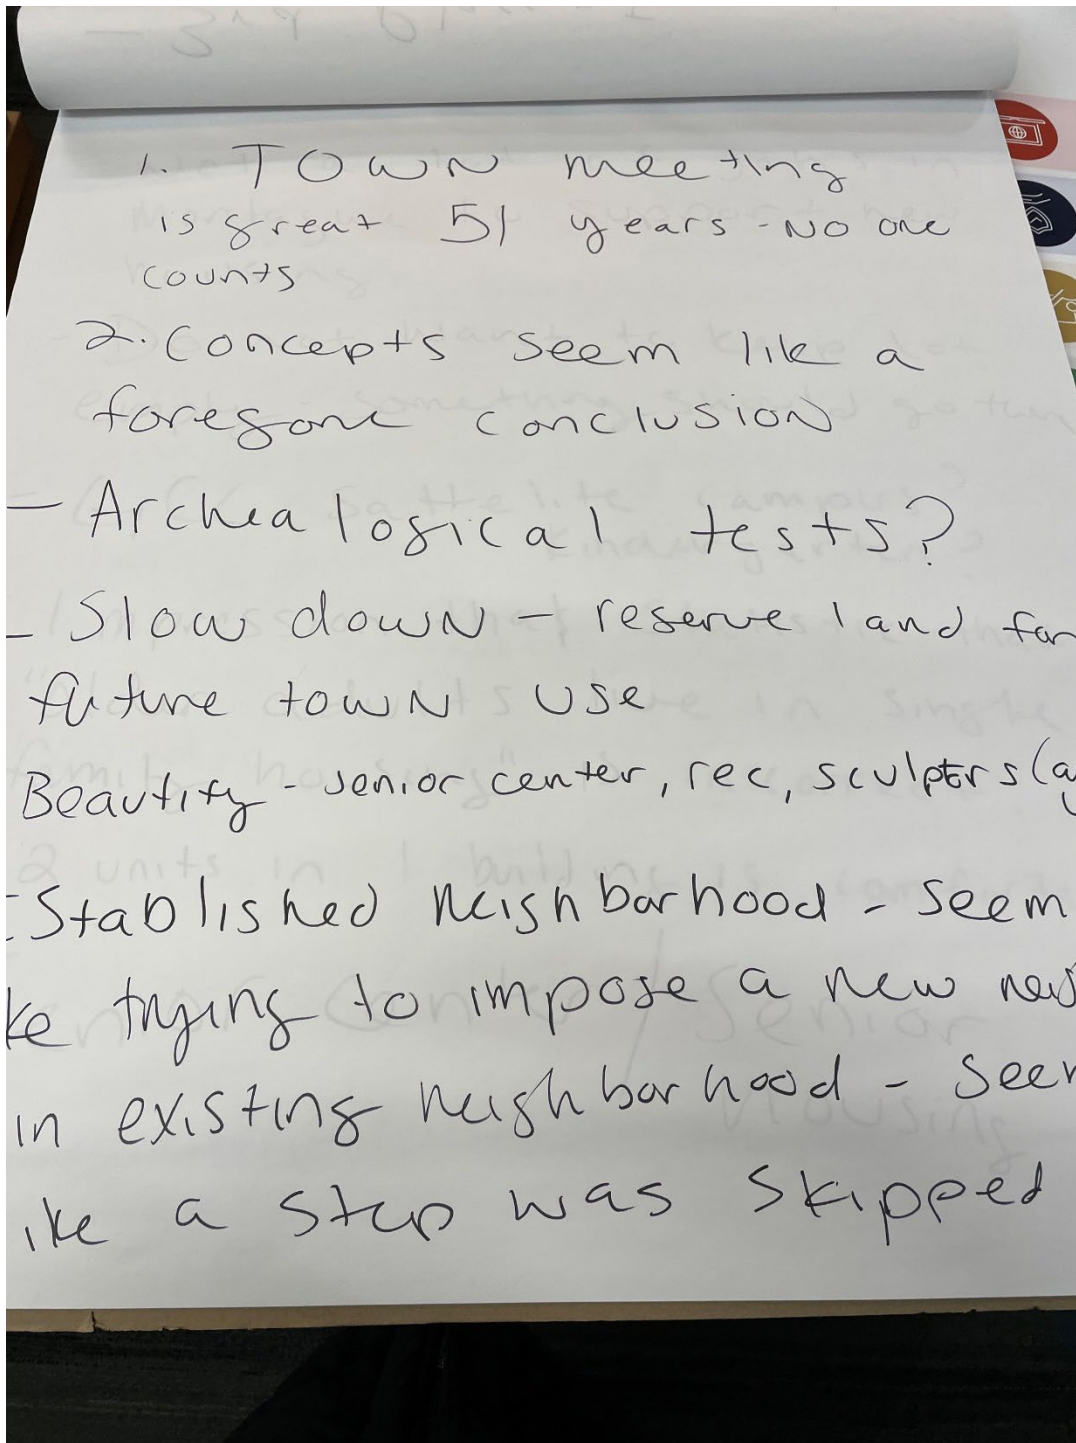 1. TOWN meeting
is great 51 years - NO one
counts
2. Concepts seem like a
foregone conclusion
- Archealogical tests?
- Slow down - reserve land for
future town use
Beautify - senior center, rec, sculptrs (a
Established neighborhood - seem
ke trying to impose a new
in existing neighborhood - seem
like a step was skipped